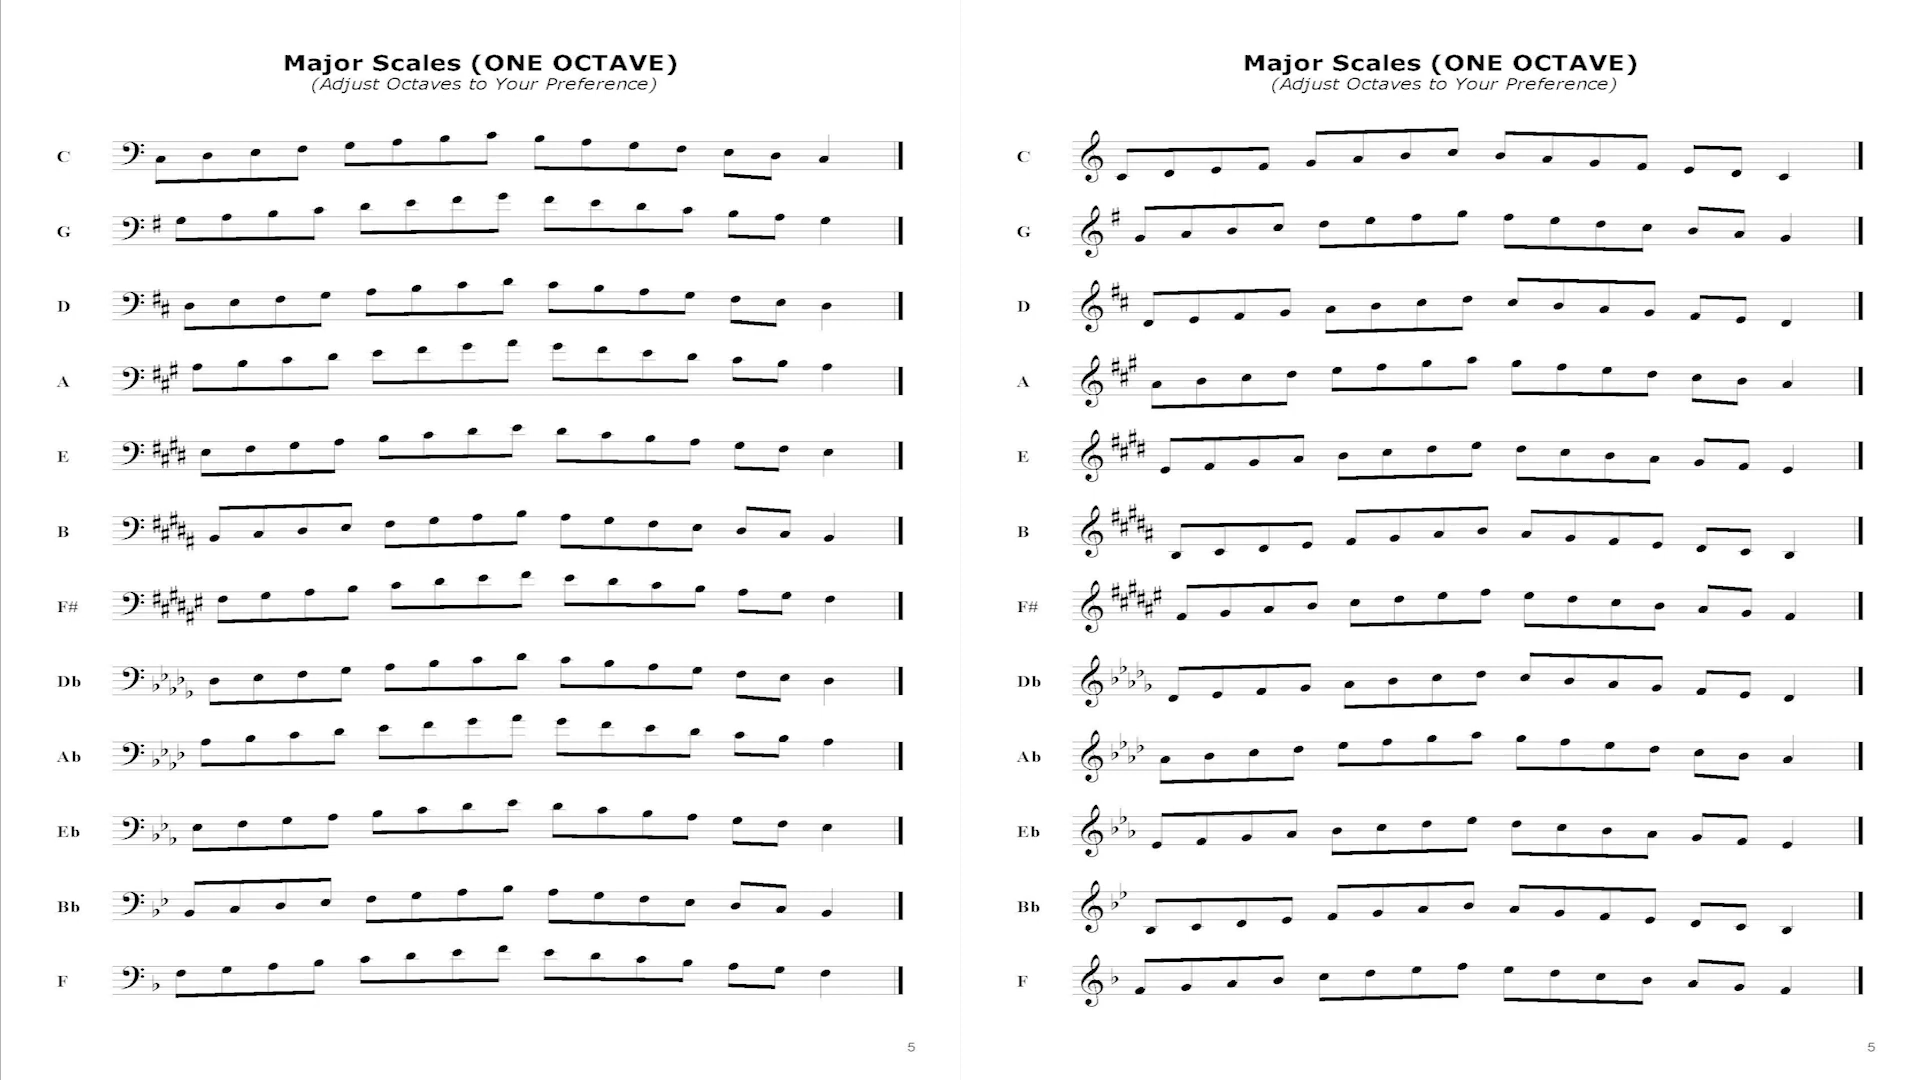 Major Scales (ONE OCTAVE)
(Adjust Octaves to Your Preference)
C
G
D
A
E
B
F#
Db
Ab
Eb
Bb
F
5
Major Scales (ONE OCTAVE)
(Adjust Octaves to Your Preference)
C
G
D
A
E
B
F#
Db
Ab
Eb
Bb
F
5